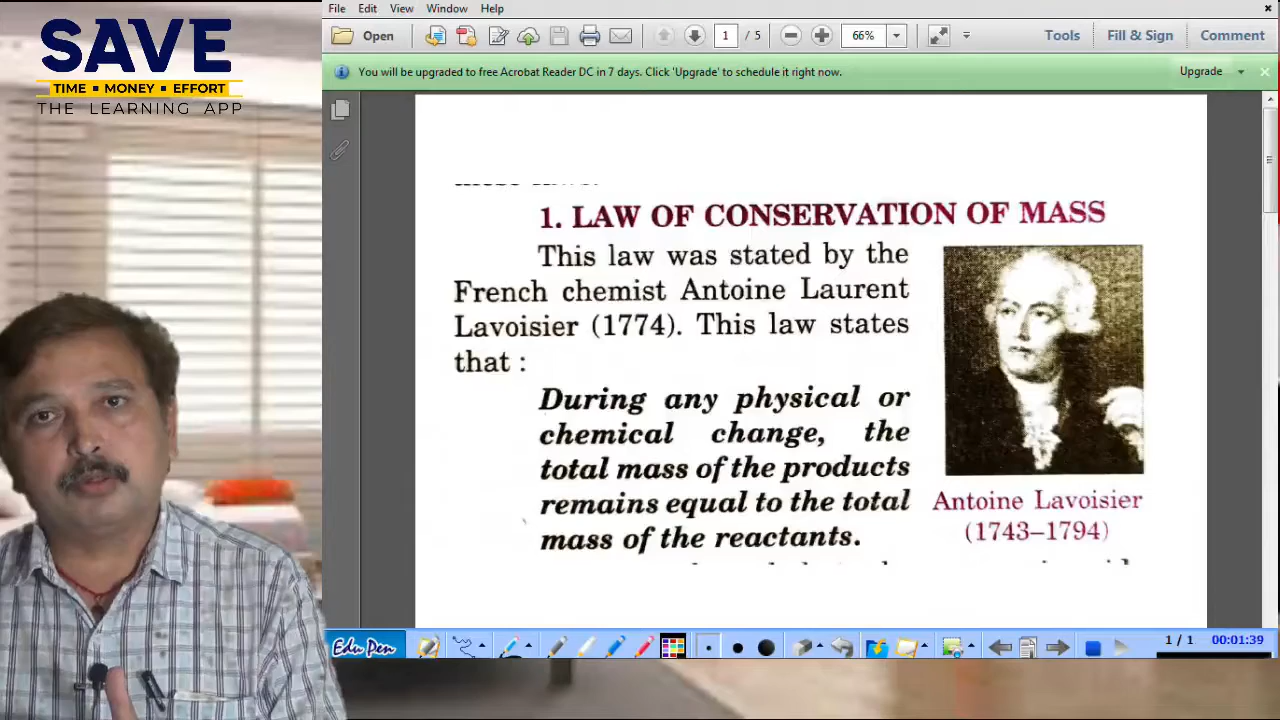 SAVE
TIME ▪ MONEY ▪ EFFORT
THE LEARNING APP
File Edit View Window Help
Open 1 / 5 66% Tools Fill & Sign Comment
You will be upgraded to free Acrobat Reader DC in 7 days. Click 'Upgrade' to schedule it right now. Upgrade
1. LAW OF CONSERVATION OF MASS
This law was stated by the
French chemist Antoine Laurent
Lavoisier (1774). This law states
that :
During any physical or
chemical change, the
total mass of the products
remains equal to the total
mass of the reactants.
Antoine Lavoisier
(1743–1794)
Edu Pen 1 / 1 00:01:39